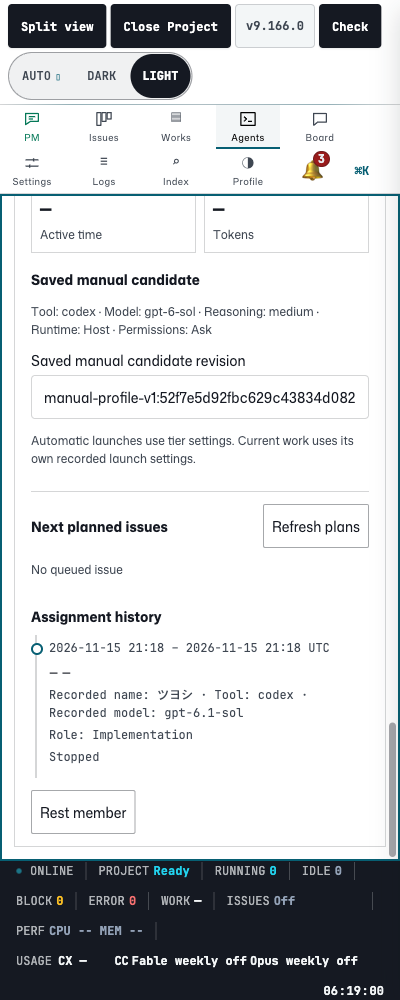 Split view Close Project v9.166.0 Check
AUTO DARK LIGHT
PM Issues Works Agents Board
Settings Logs Index Profile 3 ⌘K
— —
Active time Tokens
Saved manual candidate
Tool: codex · Model: gpt-6-sol · Reasoning: medium ·
Runtime: Host · Permissions: Ask
Saved manual candidate revision
manual-profile-v1:52f7e5d92fbc629c43834d082
Automatic launches use tier settings. Current work uses its
own recorded launch settings.
Next planned issues Refresh plans
No queued issue
Assignment history
2026-11-15 21:18 – 2026-11-15 21:18 UTC
— —
Recorded name: ツヨシ · Tool: codex ·
Recorded model: gpt-6.1-sol
Role: Implementation
Stopped
Rest member
ONLINE PROJECT Ready RUNNING 0 IDLE 0
BLOCK 0 ERROR 0 WORK — ISSUES Off
PERF CPU -- MEM --
USAGE CX — CC Fable weekly off Opus weekly off
06:19:00